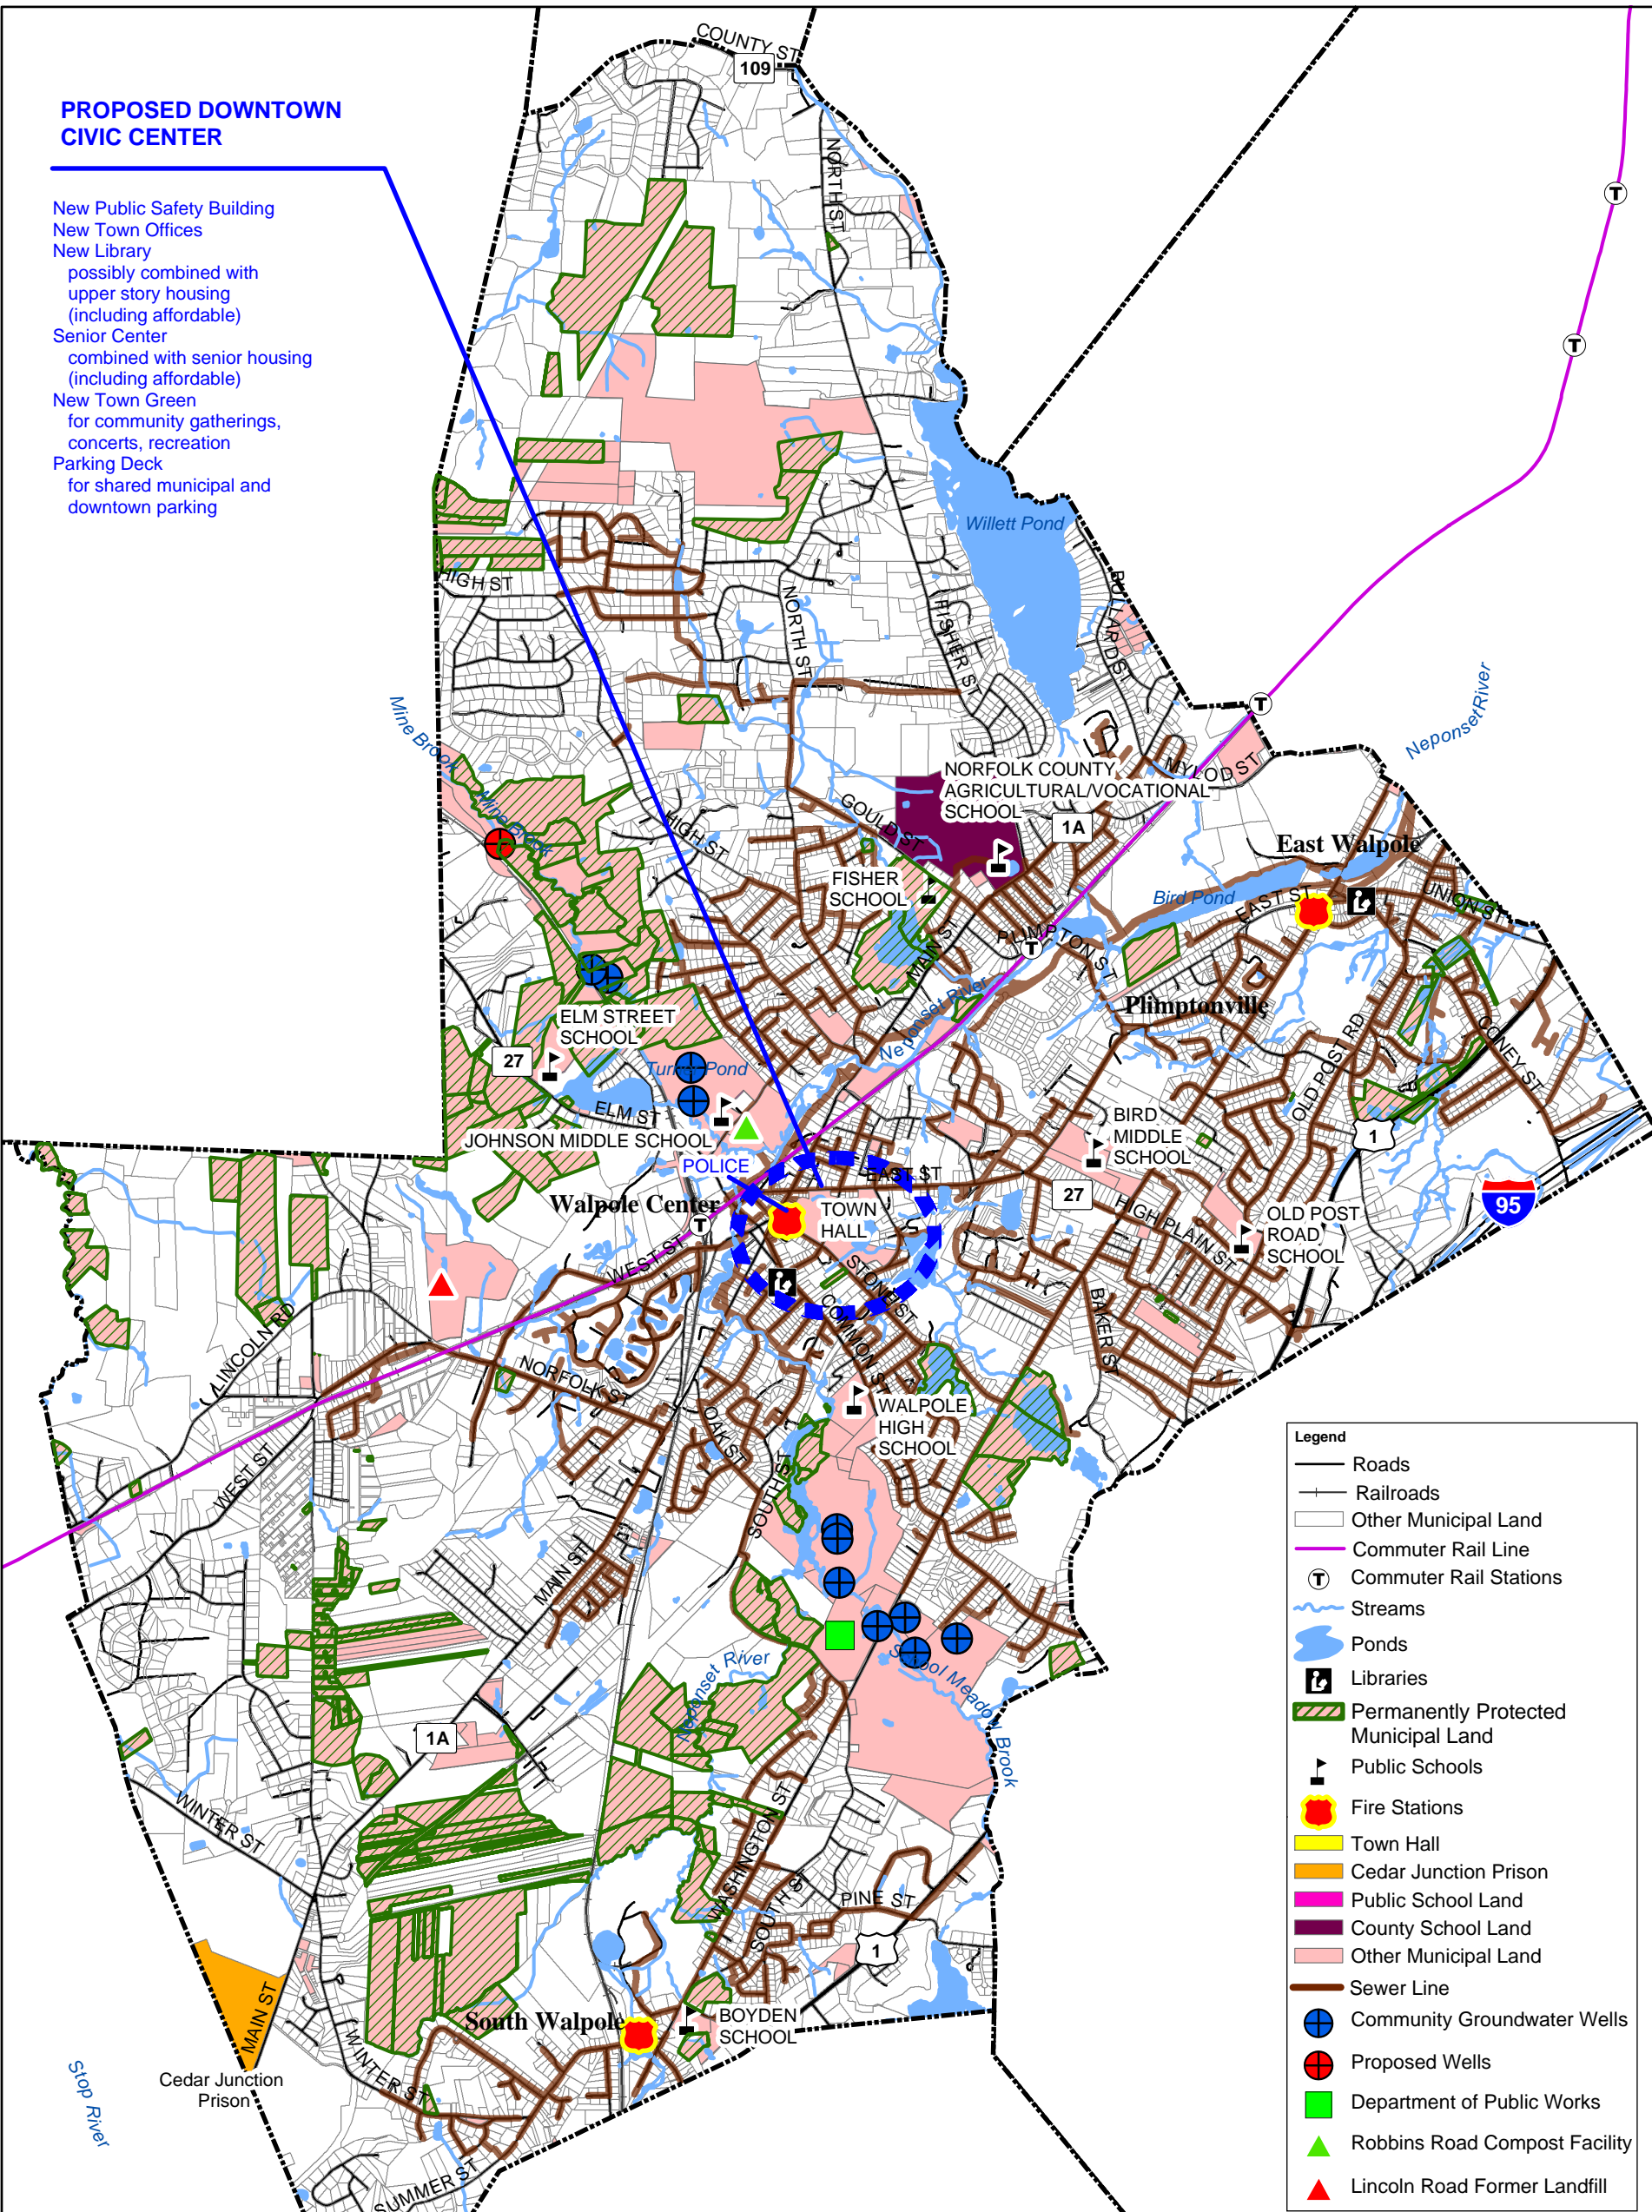 COUNTY ST
109
PROPOSED DOWNTOWN
CIVIC CENTER
New Public Safety Building
New Town Offices
New Library
possibly combined with
upper story housing
(including affordable)
Senior Center
combined with senior housing
(including affordable)
New Town Green
for community gatherings,
concerts, recreation
Parking Deck
for shared municipal and
downtown parking
NORTH ST
T
T
Willett Pond
HIGH ST
NORTH ST
FISHER ST
BULLARD ST
Mine Brook
T
Neponset River
MYLOD ST
NORFOLK COUNTY
AGRICULTURAL/VOCATIONAL
SCHOOL
Mine Brook
GOULD ST
HIGH ST
1A
East Walpole
FISHER
SCHOOL
Bird Pond
EAST ST
UNION ST
MAIN ST
PLIMPTON ST
T
Plimptonville
ELM STREET
SCHOOL
Neponset River
OLD POST RD
CONEY ST
27
Turner Pond
ELM ST
JOHNSON MIDDLE SCHOOL
BIRD
MIDDLE
SCHOOL
1
POLICE
EAST ST
Walpole Center
27
95
TOWN
HALL
T
HIGH PLAIN ST
OLD POST
ROAD
SCHOOL
WEST ST
STONE ST
COMMON ST
BAKER ST
LINCOLN RD
NORFOLK ST
WALPOLE
HIGH
SCHOOL
OAK ST
WEST ST
SOUTH ST
MAIN ST
Neponset River
School Meadow Brook
1A
WINTER ST
WASHINGTON ST
SOUTH ST
PINE ST
1
MAIN ST
South Walpole
BOYDEN
SCHOOL
WINTER ST
Cedar Junction
Prison
Stop River
SUMMER ST
Legend
Roads
Railroads
Other Municipal Land
Commuter Rail Line
T
Commuter Rail Stations
Streams
Ponds
Libraries
Permanently Protected
Municipal Land
Public Schools
Fire Stations
Town Hall
Cedar Junction Prison
Public School Land
County School Land
Other Municipal Land
Sewer Line
Community Groundwater Wells
Proposed Wells
Department of Public Works
Robbins Road Compost Facility
Lincoln Road Former Landfill